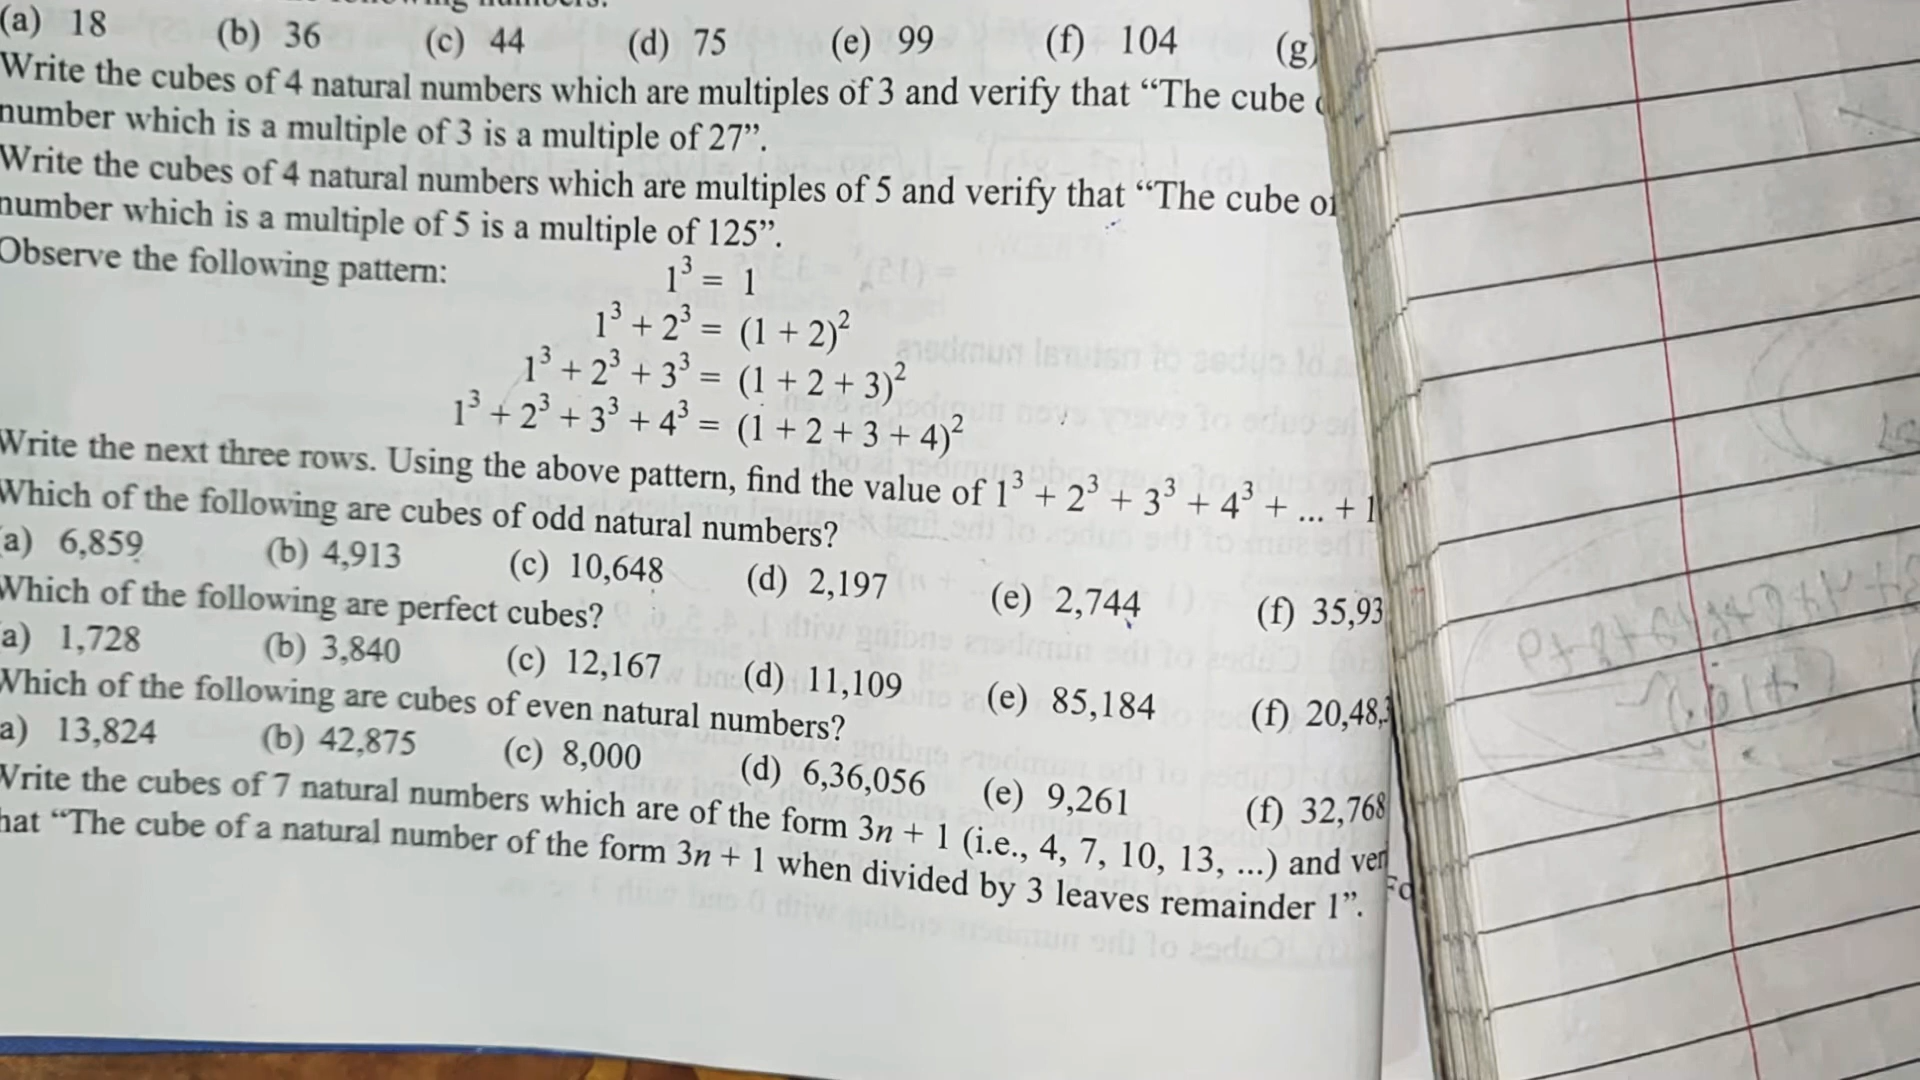 (a) 18 (b) 36 (c) 44 (d) 75 (e) 99 (f) 104 (g)
Write the cubes of 4 natural numbers which are multiples of 3 and verify that “The cube
number which is a multiple of 3 is a multiple of 27”.
Write the cubes of 4 natural numbers which are multiples of 5 and verify that “The cube of
number which is a multiple of 5 is a multiple of 125”.
Observe the following pattern: 1³ = 1
1³ + 2³ = (1 + 2)²
1³ + 2³ + 3³ = (1 + 2 + 3)²
1³ + 2³ + 3³ + 4³ = (1 + 2 + 3 + 4)²
Write the next three rows. Using the above pattern, find the value of 1³ + 2³ + 3³ + 4³ + ... + 1
Which of the following are cubes of odd natural numbers?
a) 6,859 (b) 4,913 (c) 10,648 (d) 2,197 (e) 2,744 (f) 35,93
Which of the following are perfect cubes?
a) 1,728 (b) 3,840 (c) 12,167 (d) 11,109 (e) 85,184 (f) 20,48
Which of the following are cubes of even natural numbers?
a) 13,824 (b) 42,875 (c) 8,000 (d) 6,36,056 (e) 9,261 (f) 32,768
Write the cubes of 7 natural numbers which are of the form 3n + 1 (i.e., 4, 7, 10, 13, ...) and ver
hat “The cube of a natural number of the form 3n + 1 when divided by 3 leaves remainder 1”.